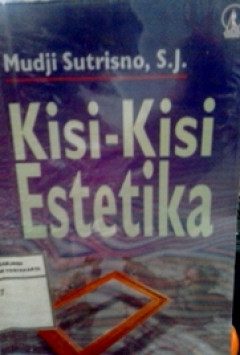 Mudji Sutrisno, S.J.
Kisi-Kisi
Estetika